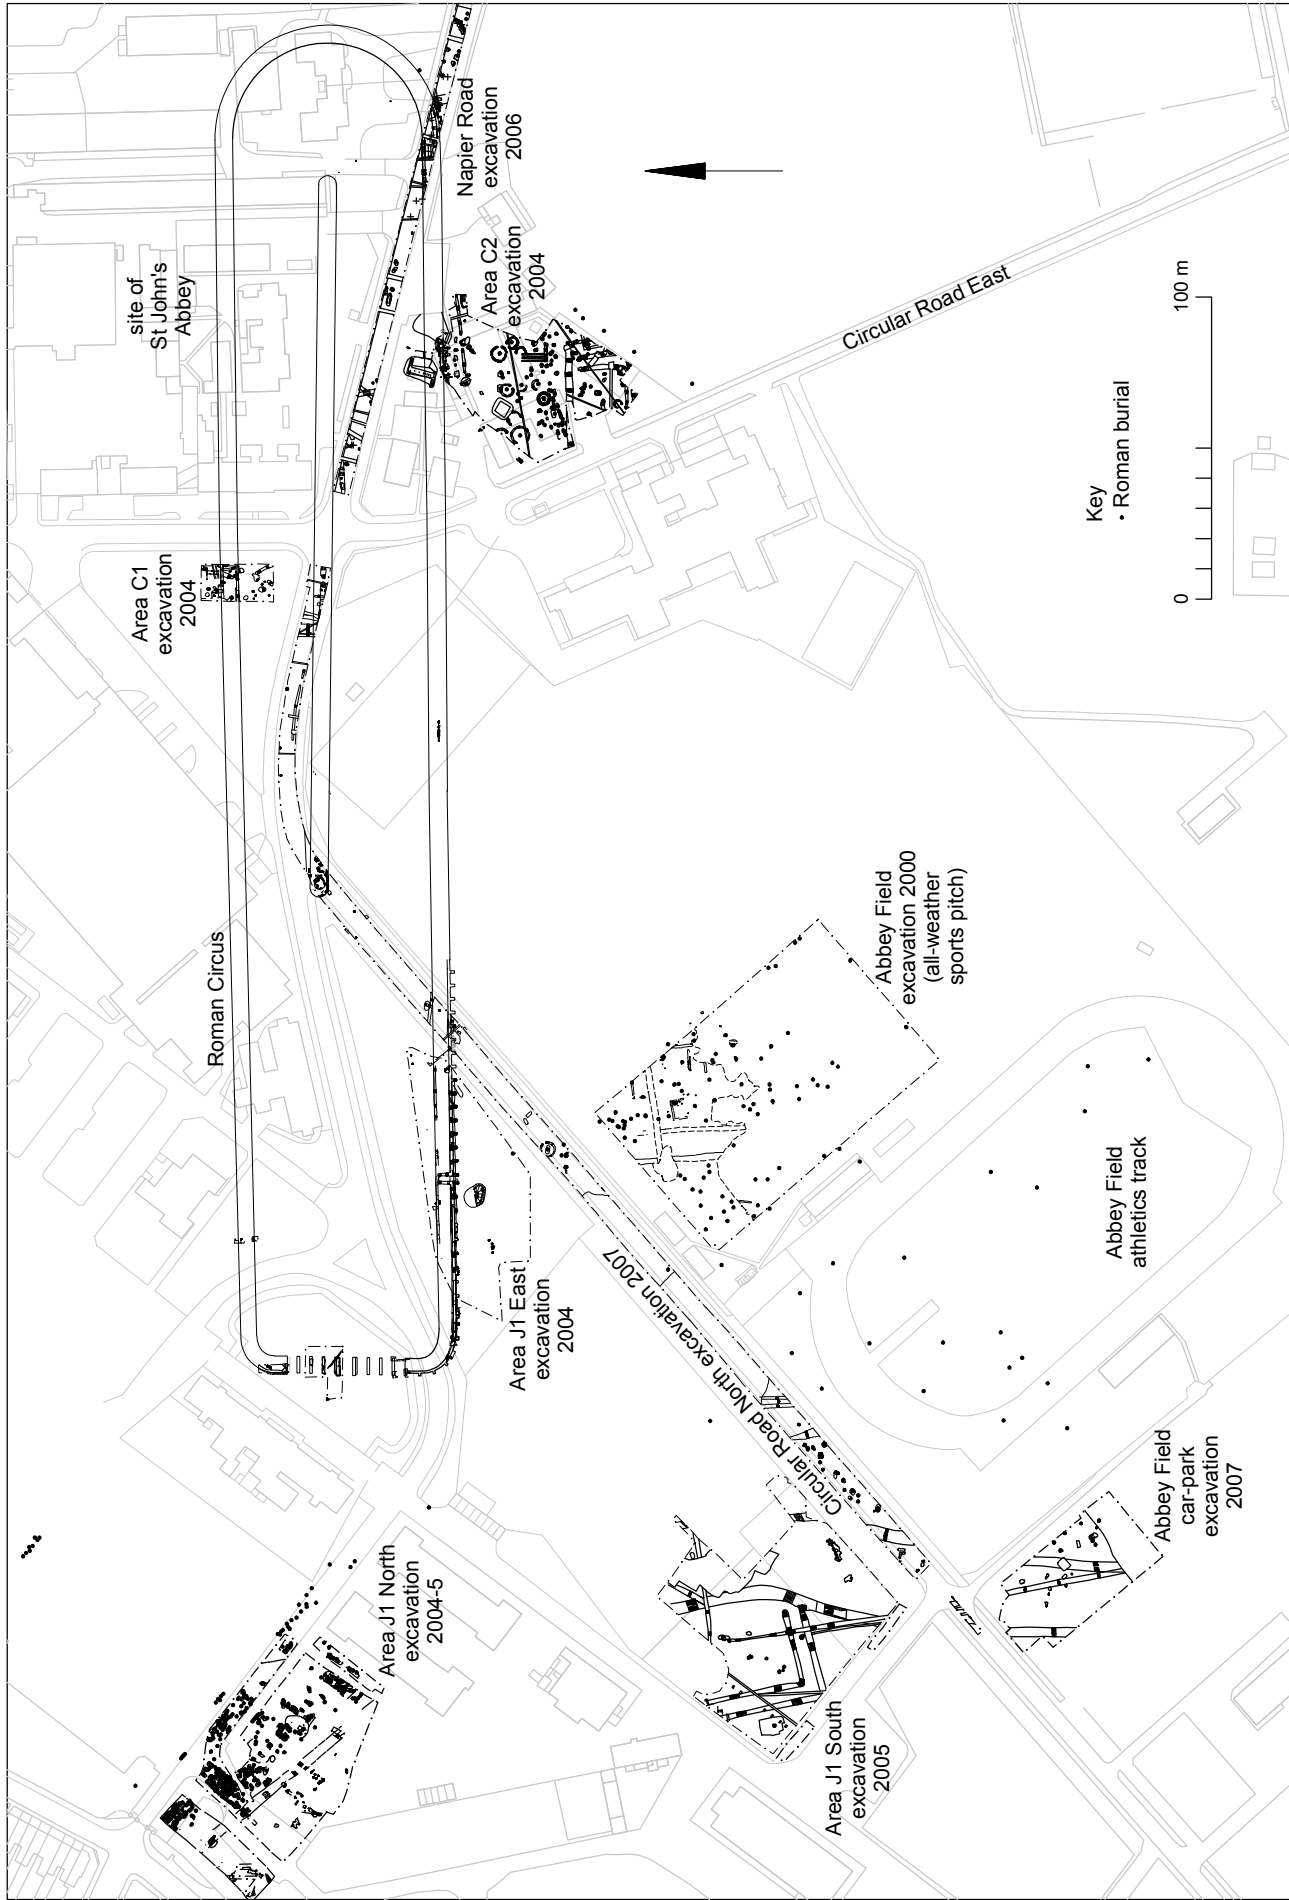 site of
St John's
Abbey
Napier Road
excavation
2006
Area C2
excavation
2004
Circular Road East
Area C1
excavation
2004
Roman Circus
Abbey Field
excavation 2000
(all-weather
sports pitch)
Area J1 East
excavation
2004
Circular Road North excavation 2007
Abbey Field
athletics track
Area J1 North
excavation
2004-5
Area J1 South
excavation
2005
Abbey Field
car-park
excavation
2007
Key
• Roman burial
0
100 m